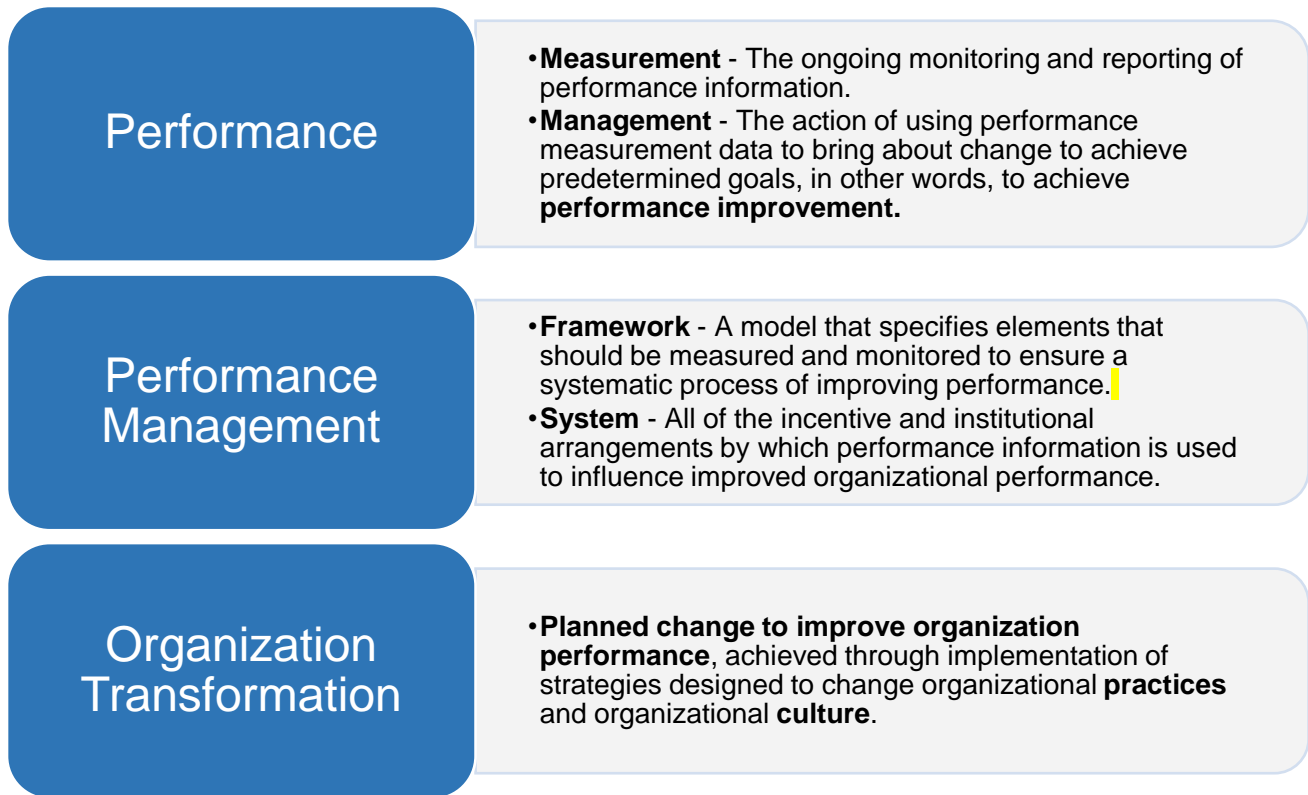 Performance
•Measurement - The ongoing monitoring and reporting of
performance information.
•Management - The action of using performance
measurement data to bring about change to achieve
predetermined goals, in other words, to achieve
performance improvement.
Performance
Management
•Framework - A model that specifies elements that
should be measured and monitored to ensure a
systematic process of improving performance.
•System - All of the incentive and institutional
arrangements by which performance information is used
to influence improved organizational performance.
Organization
Transformation
•Planned change to improve organization
performance, achieved through implementation of
strategies designed to change organizational practices
and organizational culture.